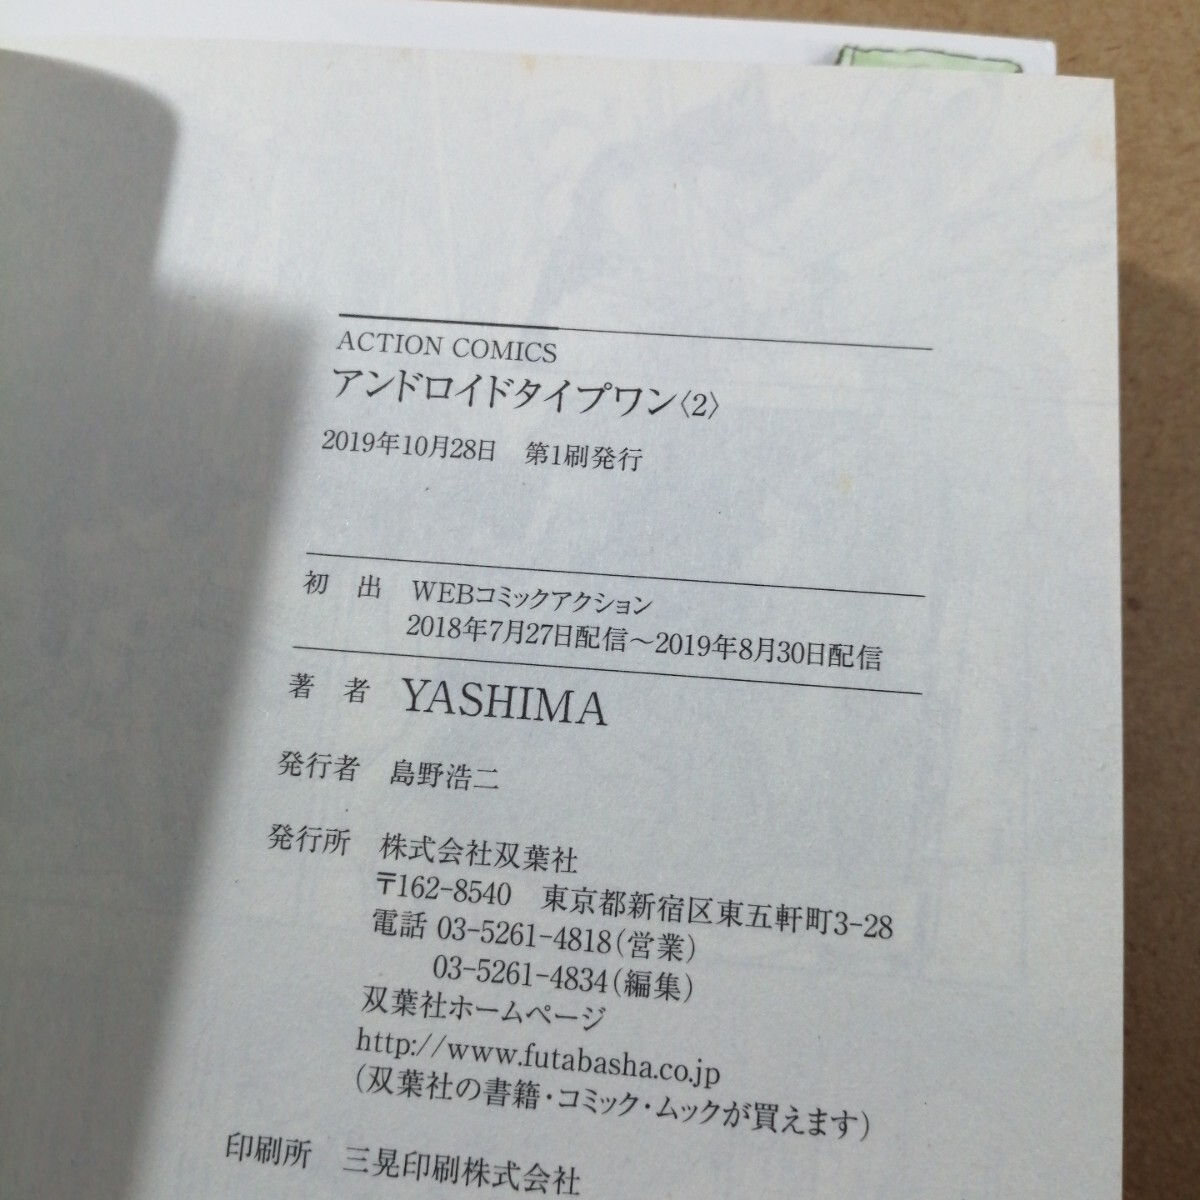 ACTION COMICS
アンドロイドタイプワン〈2〉
2019年10月28日　第1刷発行
初　出　WEBコミックアクション
2018年7月27日配信～2019年8月30日配信
著　者　YASHIMA
発行者　島野浩二
発行所　株式会社双葉社
〒162-8540　東京都新宿区東五軒町3-28
電話 03-5261-4818(営業)
03-5261-4834(編集)
双葉社ホームページ
http://www.futabasha.co.jp
(双葉社の書籍・コミック・ムックが買えます)
印刷所　三晃印刷株式会社